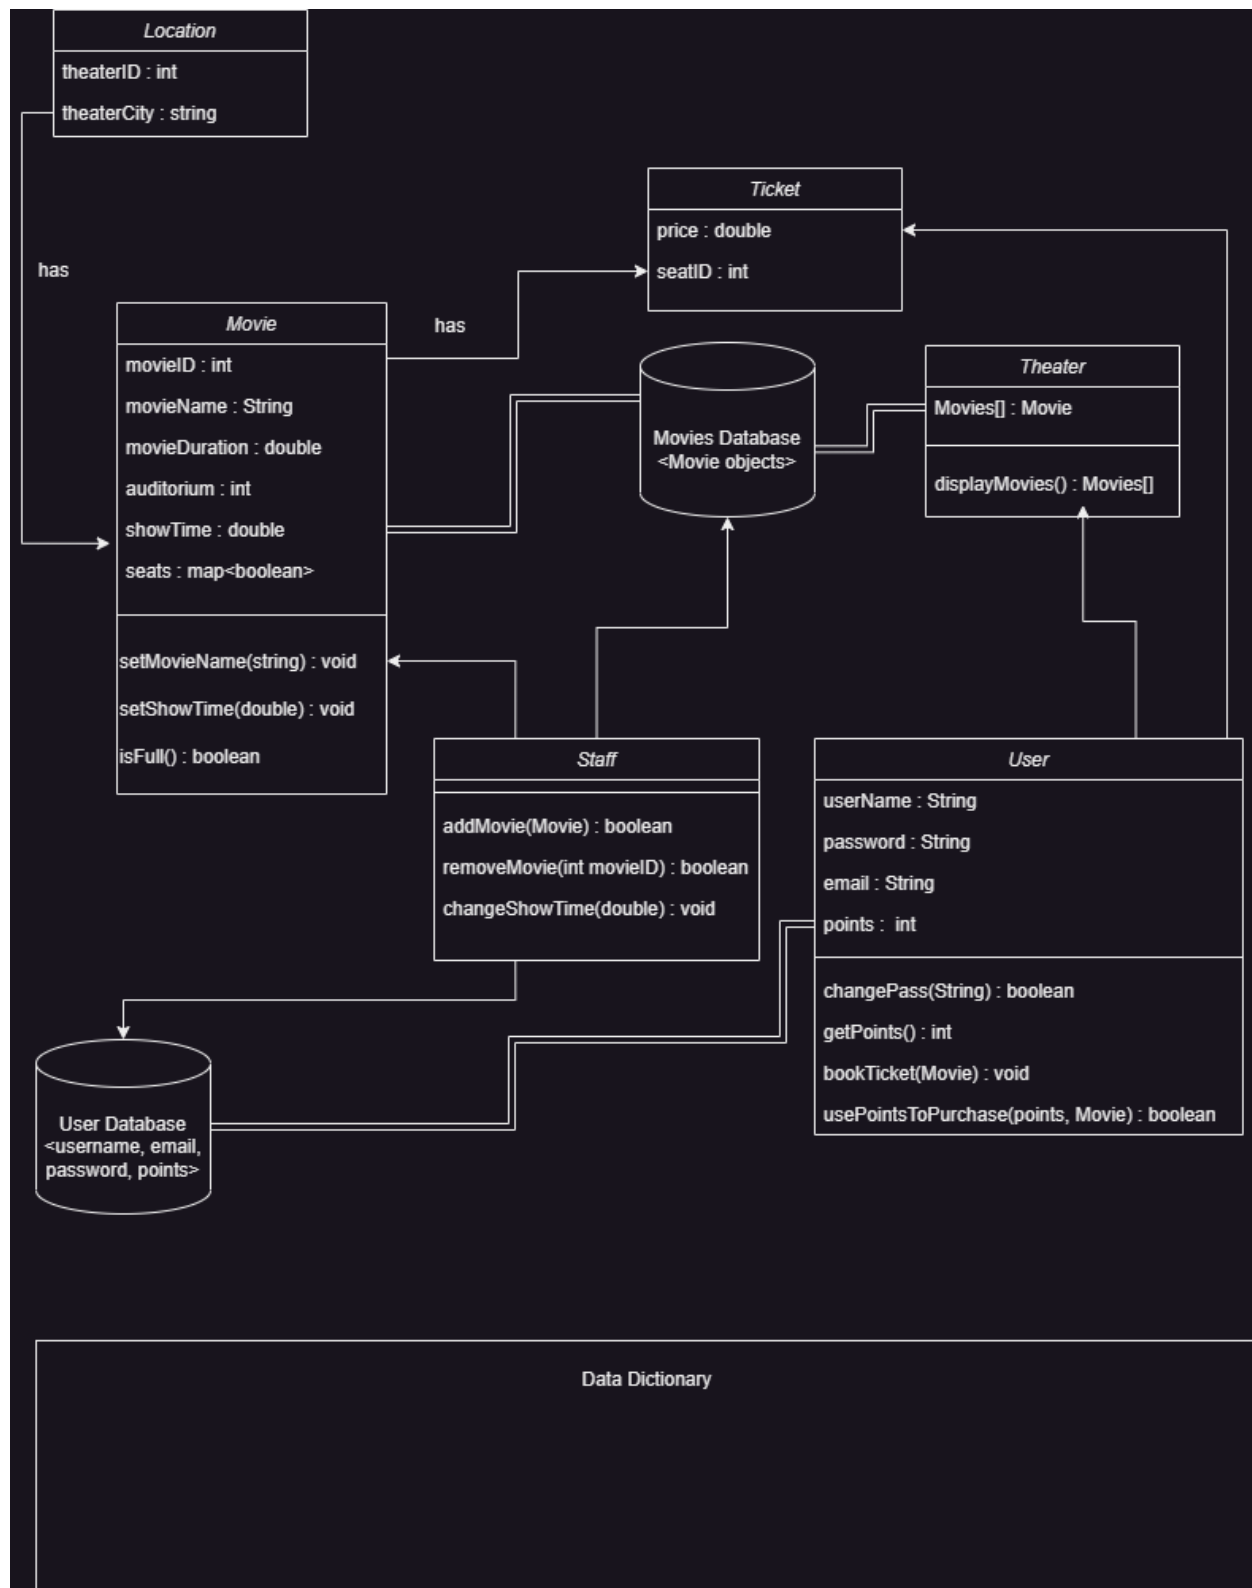 Location
theaterID : int
theaterCity : string
has
Ticket
price : double
seatID : int
has
Movie
movieID : int
movieName : String
movieDuration : double
auditorium : int
showTime : double
seats : map<boolean>
setMovieName(string) : void
setShowTime(double) : void
isFull() : boolean
Movies Database
<Movie objects>
Theater
Movies[] : Movie
displayMovies() : Movies[]
Staff
addMovie(Movie) : boolean
removeMovie(int movieID) : boolean
changeShowTime(double) : void
User
userName : String
password : String
email : String
points :  int
changePass(String) : boolean
getPoints() : int
bookTicket(Movie) : void
usePointsToPurchase(points, Movie) : boolean
User Database
<username, email,
password, points>
Data Dictionary